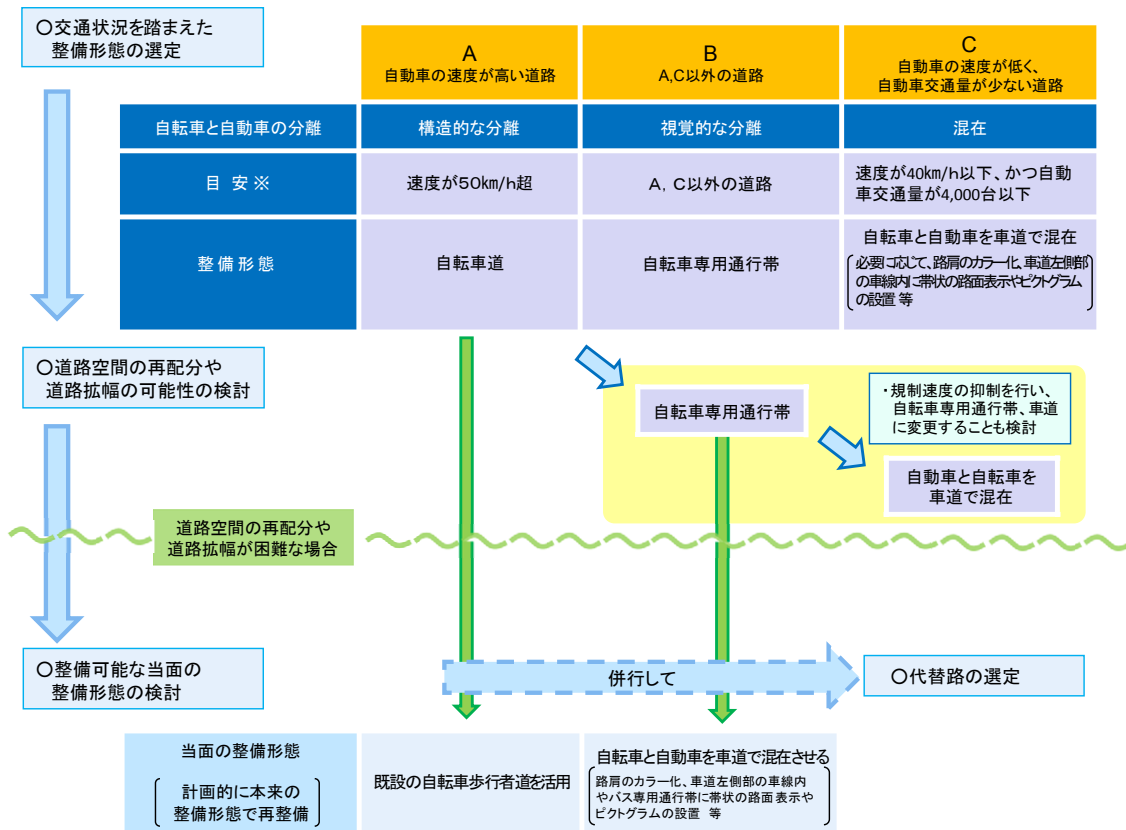 〇交通状況を踏まえた
整備形態の選定
A
自動車の速度が高い道路
B
A,C以外の道路
C
自動車の速度が低く、
自動車交通量が少ない道路
自転車と自動車の分離
構造的な分離
視覚的な分離
混在
目 安※
速度が50km/h超
A, C以外の道路
速度が40km/h以下、かつ自動
車交通量が4,000台以下
整備形態
自転車道
自転車専用通行帯
自転車と自動車を車道で混在
必要に応じて、路肩のカラー化、車道左側部
の車線内に帯状の路面表示やピクトグラム
の設置 等
〇道路空間の再配分や
道路拡幅の可能性の検討
自転車専用通行帯
・規制速度の抑制を行い、
自転車専用通行帯、車道
に変更することも検討
自動車と自転車を
車道で混在
道路空間の再配分や
道路拡幅が困難な場合
〇整備可能な当面の
整備形態の検討
併行して
〇代替路の選定
当面の整備形態
計画的に本来の
整備形態で再整備
既設の自転車歩行者道を活用
自転車と自動車を車道で混在させる
路肩のカラー化、車道左側部の車線内
やバス専用通行帯に帯状の路面表示や
ピクトグラムの設置 等